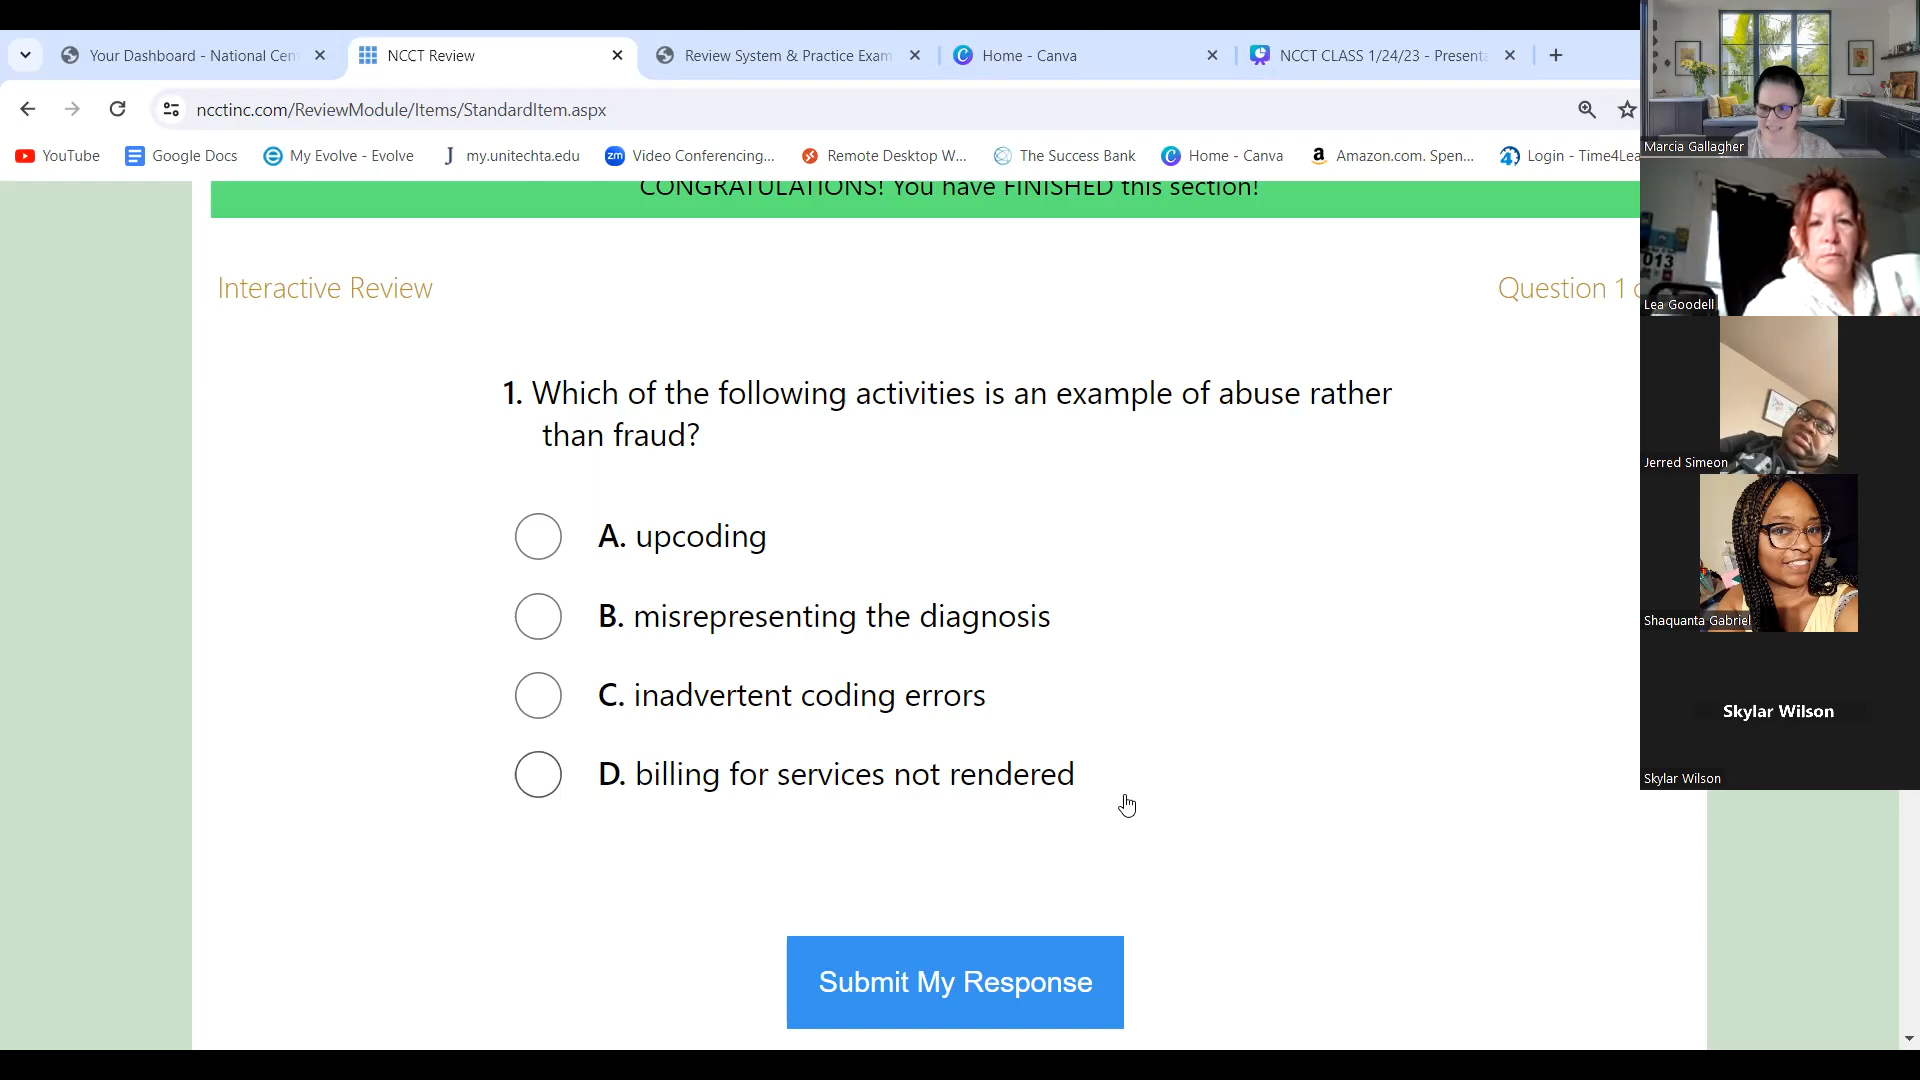 Your Dashboard - National Cen
NCCT Review
Review System & Practice Exam
Home - Canva
NCCT CLASS 1/24/23 - Presenta
ncctinc.com/ReviewModule/Items/StandardItem.aspx
YouTube
Google Docs
My Evolve - Evolve
my.unitechta.edu
zm
Video Conferencing...
Remote Desktop W...
The Success Bank
Home - Canva
Amazon.com. Spen...
Login - Time4Lea
CONGRATULATIONS! You have FINISHED this section!
Interactive Review
Question 1 o
1. Which of the following activities is an example of abuse rather
than fraud?
A. upcoding
B. misrepresenting the diagnosis
C. inadvertent coding errors
D. billing for services not rendered
Submit My Response
Marcia Gallagher
013
Lea Goodell
Jerred Simeon
Shaquanta Gabriel
Skylar Wilson
Skylar Wilson